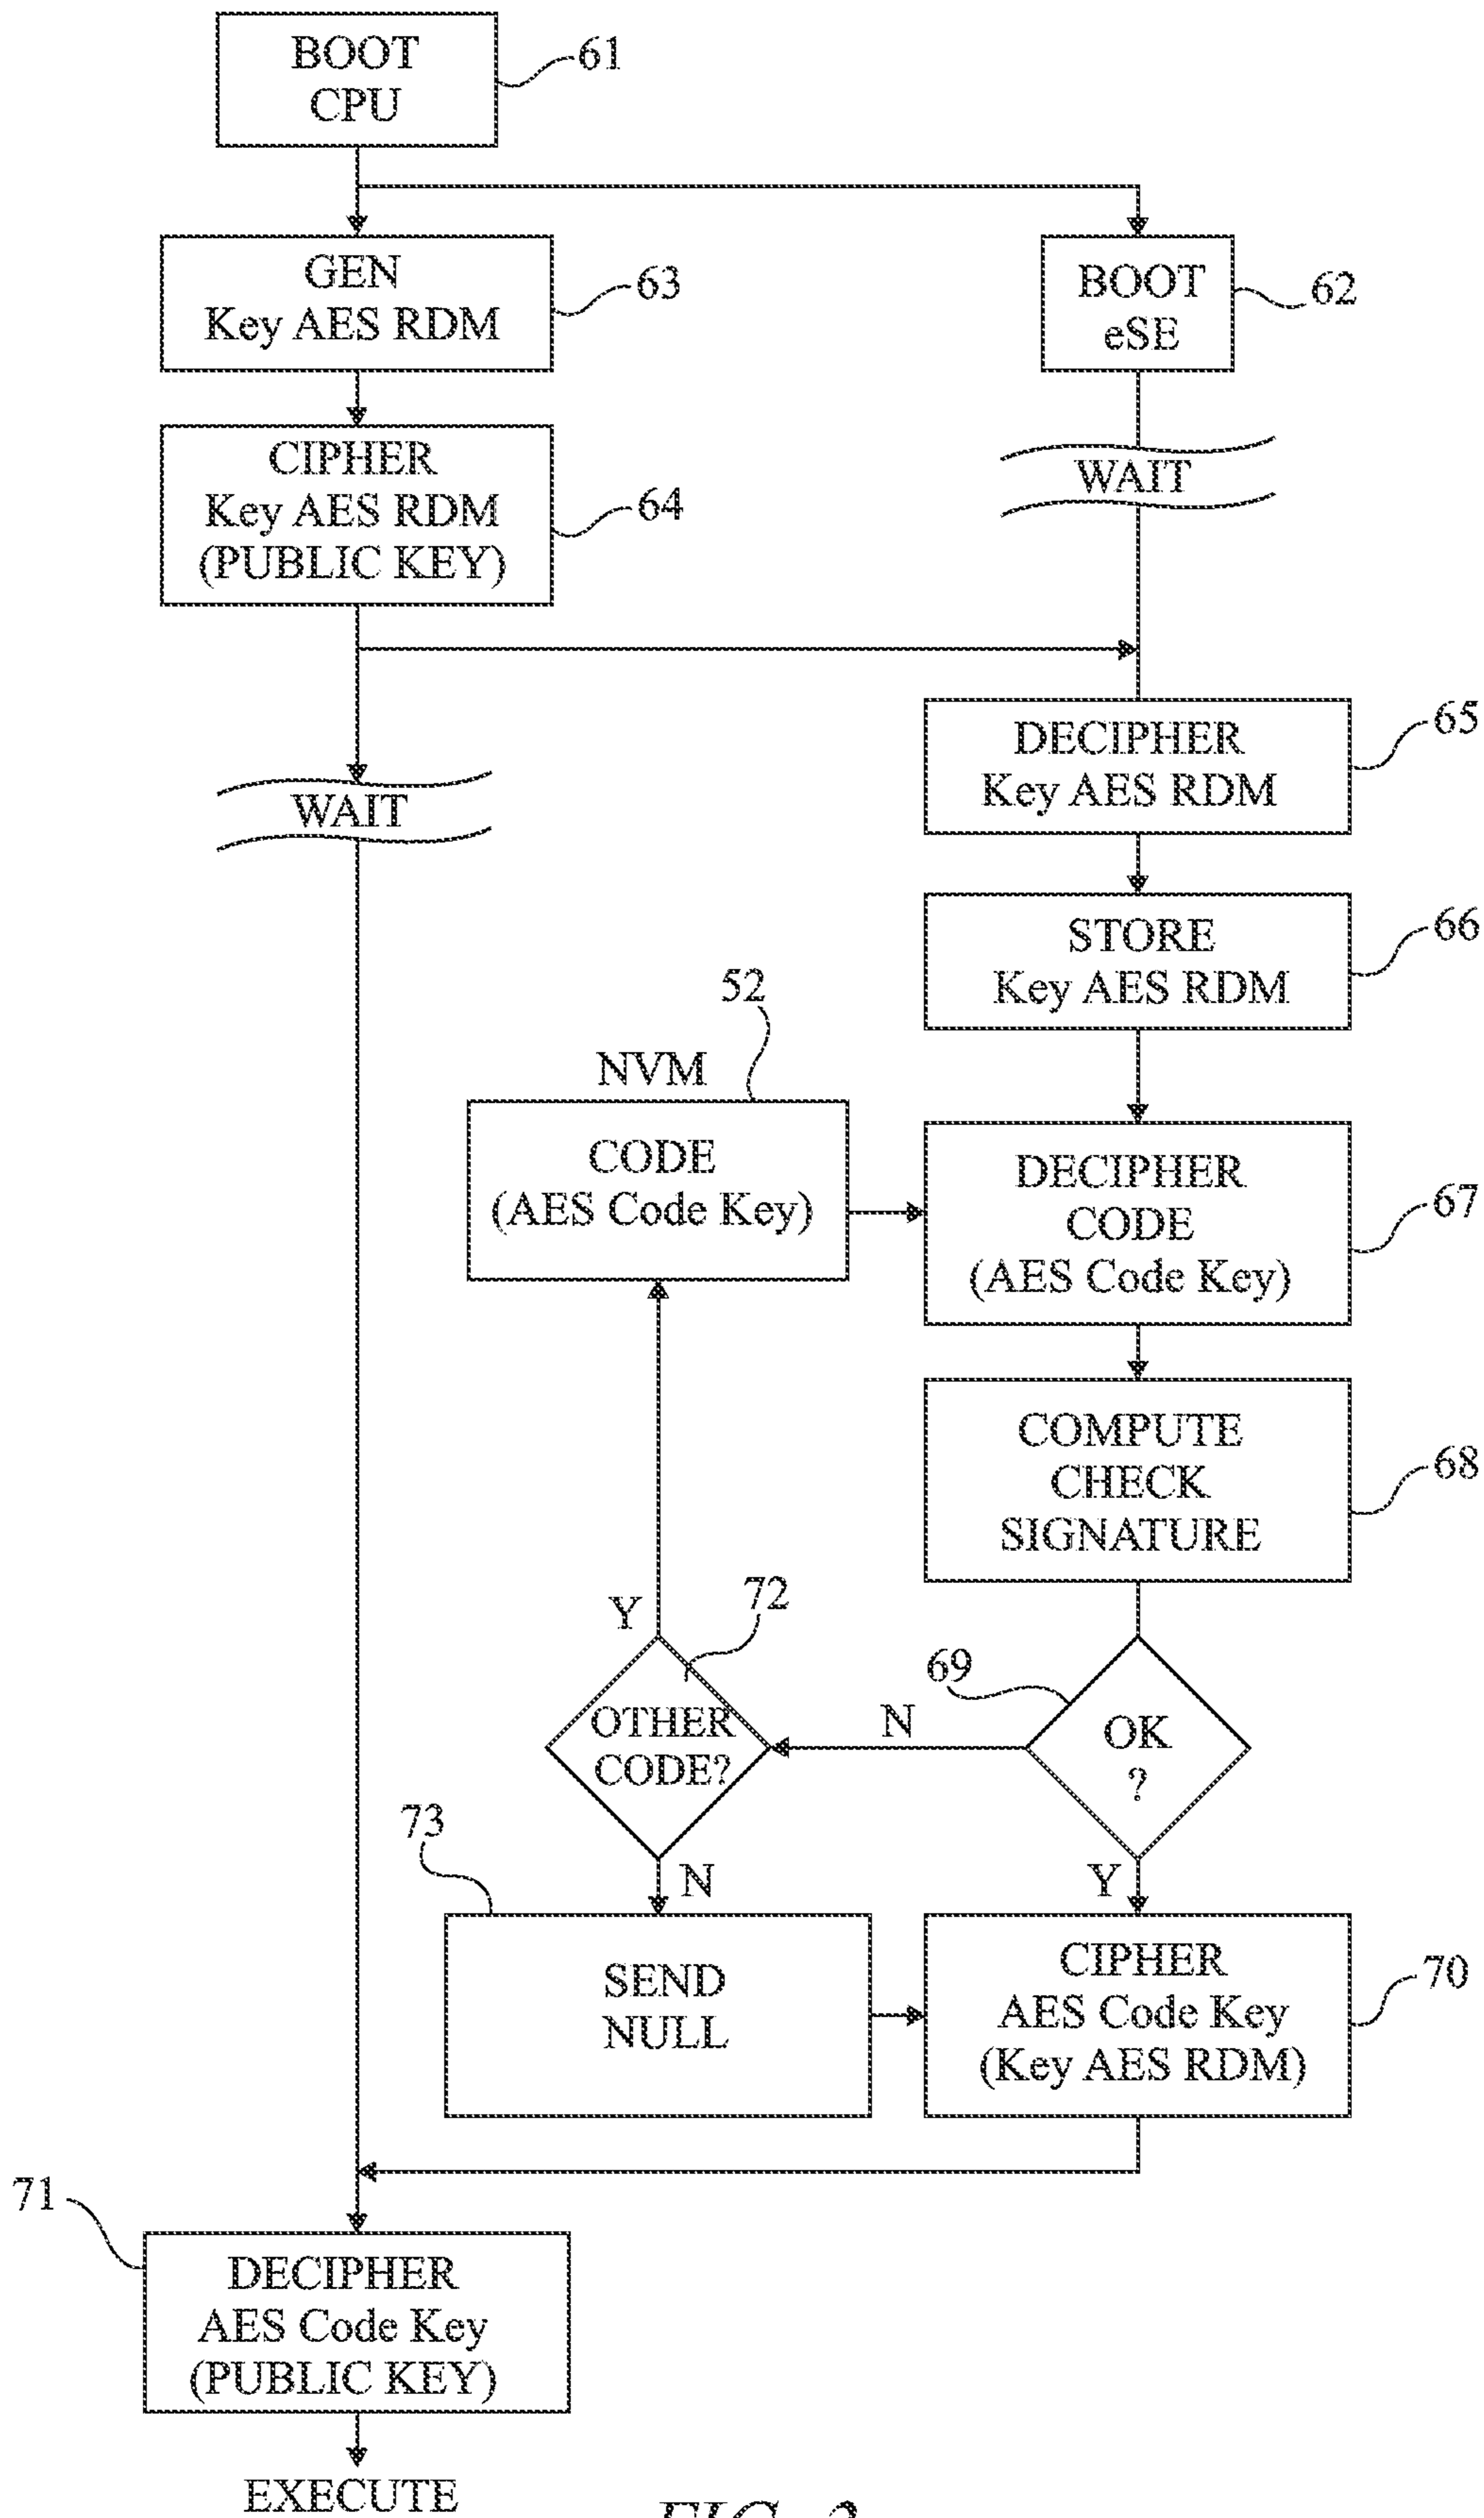 BOOT
CPU
61
GEN
Key AES RDM
63
BOOT
eSE
62
CIPHER
Key AES RDM
(PUBLIC KEY)
64
WAIT
WAIT
DECIPHER
Key AES RDM
65
STORE
Key AES RDM
66
52
NVM
CODE
(AES Code Key)
DECIPHER
CODE
(AES Code Key)
67
COMPUTE
CHECK
SIGNATURE
68
Y
72
OTHER
CODE?
N
69
OK
?
73
N
Y
SEND
NULL
CIPHER
AES Code Key
(Key AES RDM)
70
71
DECIPHER
AES Code Key
(PUBLIC KEY)
EXECUTE